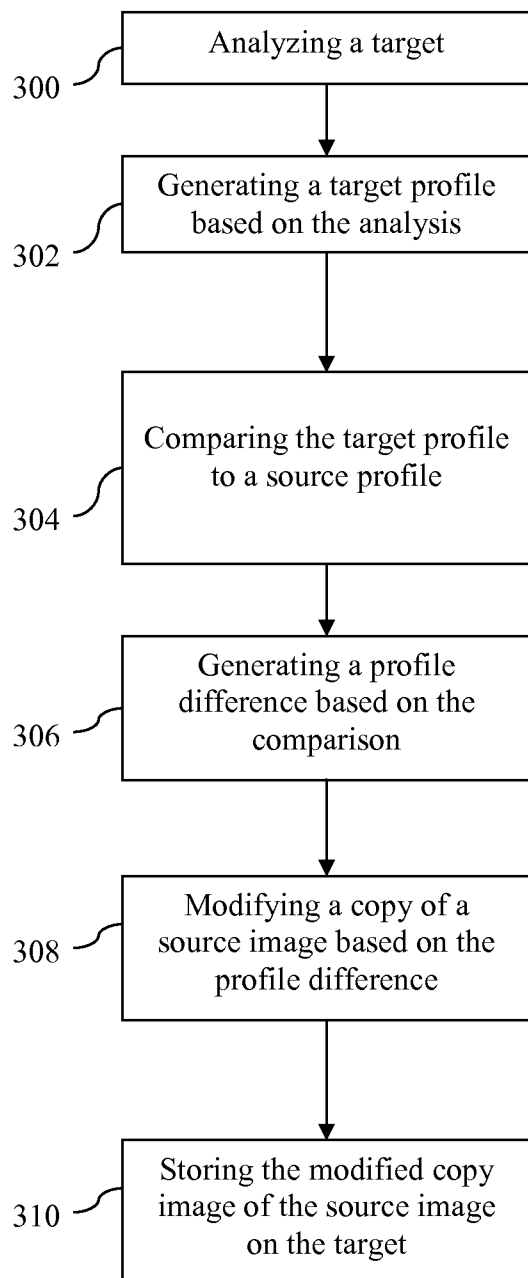 Analyzing a target
300
Generating a target profile
based on the analysis
302
Comparing the target profile
to a source profile
304
Generating a profile
difference based on the
comparison
306
Modifying a copy of a
source image based on the
profile difference
308
Storing the modified copy
image of the source image
on the target
310